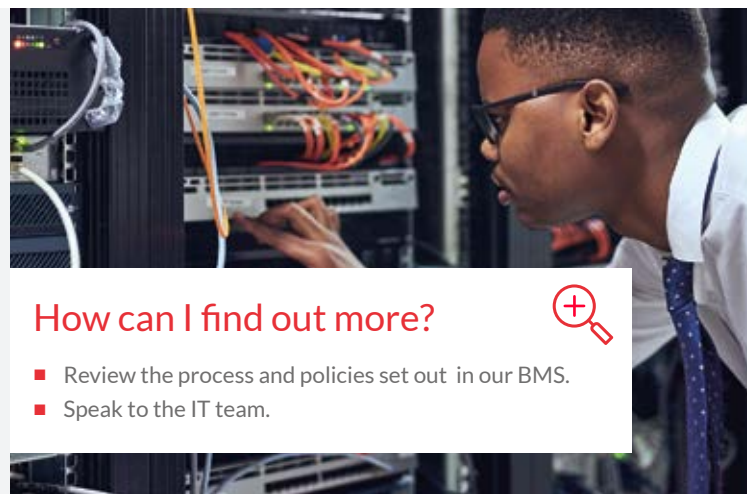 How can I find out more?
Review the process and policies set out in our BMS.
Speak to the IT team.